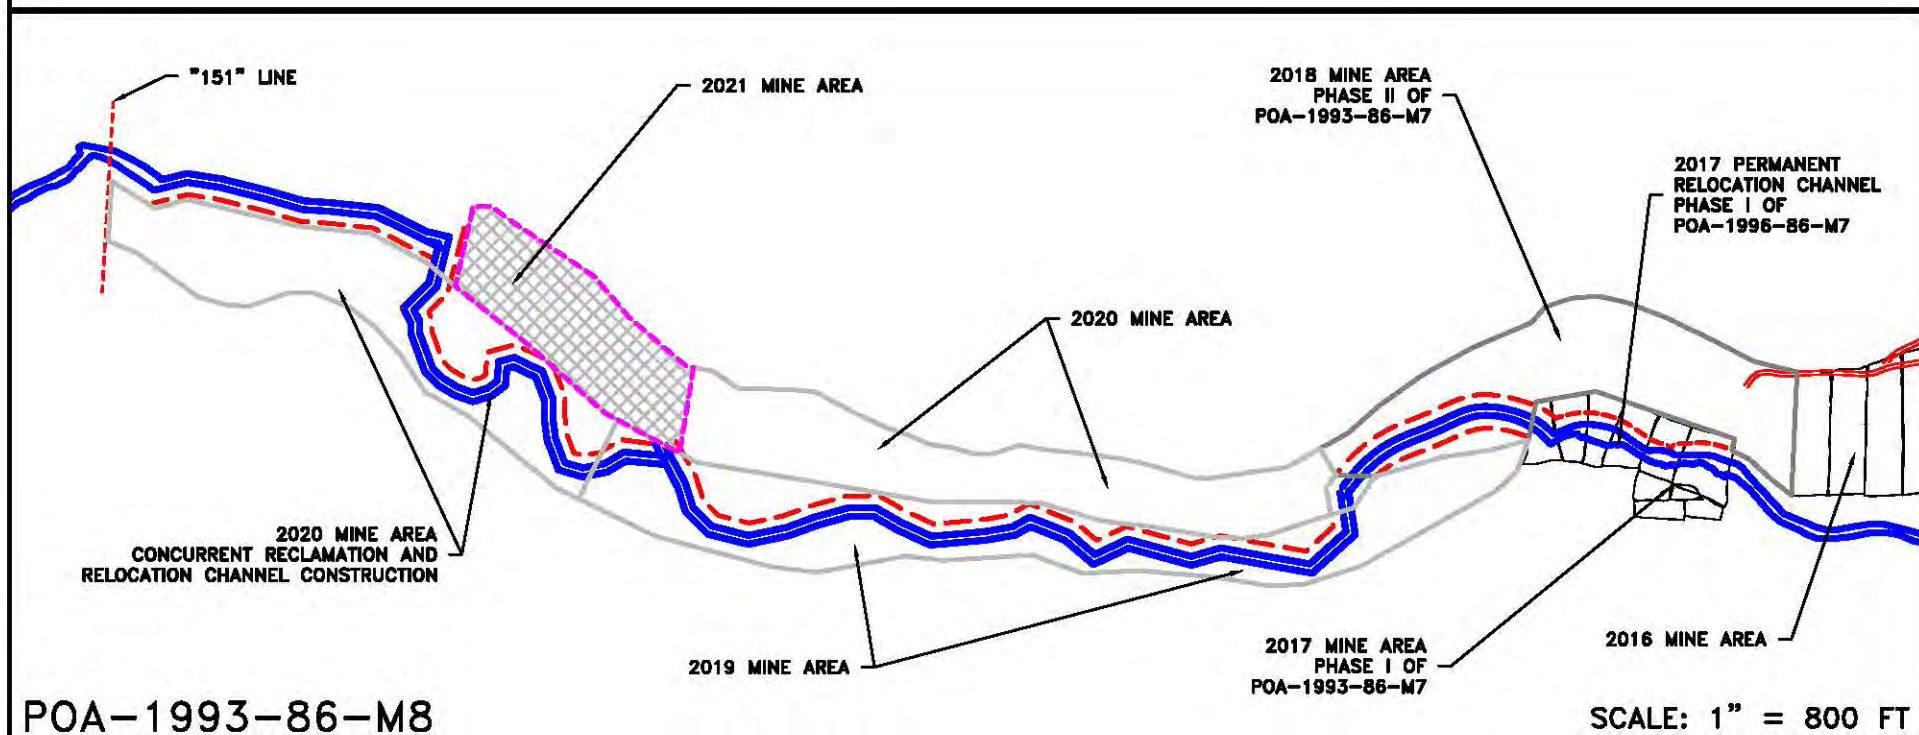 "151" LINE
2021 MINE AREA
2018 MINE AREA
PHASE II OF
POA-1993-86-M7
2017 PERMANENT
RELOCATION CHANNEL
PHASE I OF
POA-1996-86-M7
2020 MINE AREA
2020 MINE AREA
CONCURRENT RECLAMATION AND
RELOCATION CHANNEL CONSTRUCTION
2019 MINE AREA
2017 MINE AREA
PHASE I OF
POA-1993-86-M7
2016 MINE AREA
POA-1993-86-M8
SCALE: 1" = 800 FT